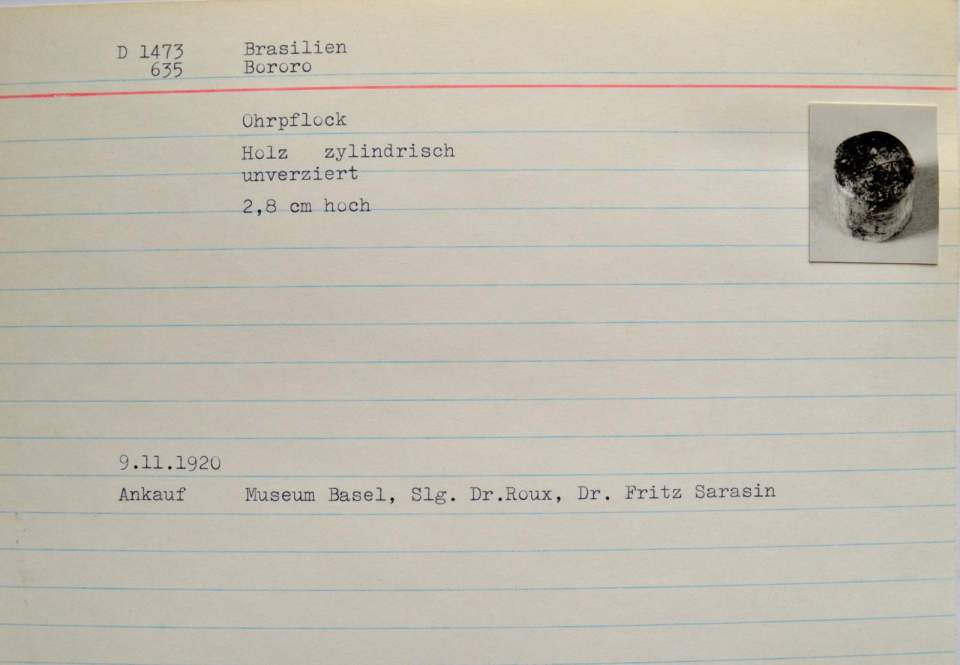 D 1473 Brasilien
635 Bororo
Ohrpflock
Holz zylindrisch
unverziert
2,8 cm hoch
9.11.1920
Ankauf Museum Basel, Slg. Dr.Roux, Dr. Fritz Sarasin